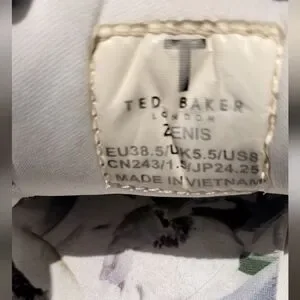 T
TED BAKER
LONDON
ZENIS
EU38.5/UK5.5/US8
CN243/1.5/JP24.25
MADE IN VIETNAM